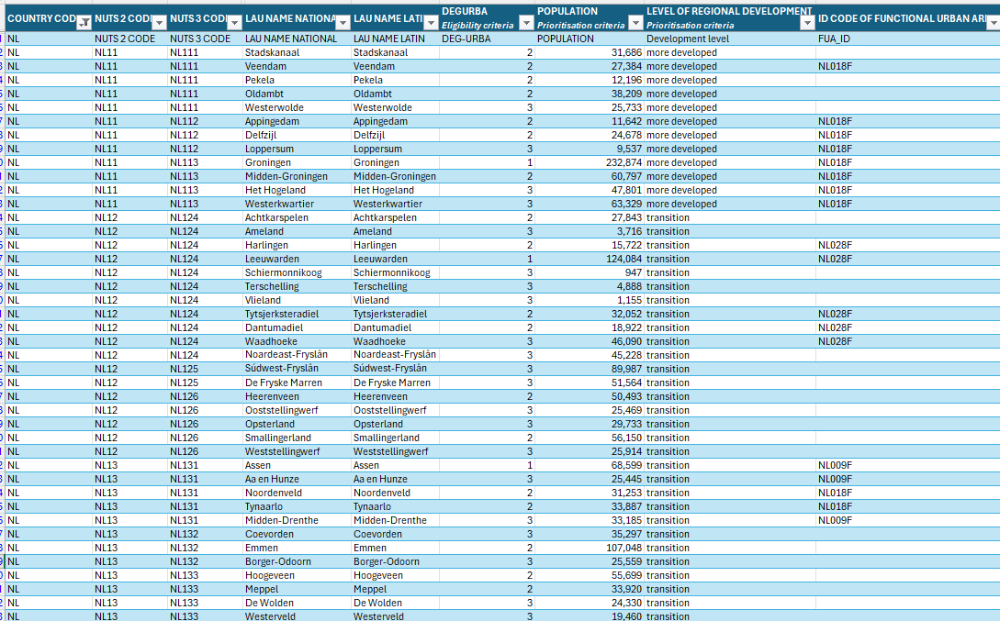 COUNTRY COD NUTS 2 CODI NUTS 3 CODI LAU NAME NATIONA LAU NAME LATI DEGURBA Eligibility criteria POPULATION Prioritisation criteria LEVEL OF REGIONAL DEVELOPMENT Prioritisation criteria ID CODE OF FUNCTIONAL URBAN AR
NL NUTS 2 CODE NUTS 3 CODE LAU NAME NATIONAL LAU NAME LATIN DEG-URBA POPULATION Development level FUA_ID
NL NL11 NL111 Stadskanaal Stadskanaal 2 31,686 more developed
NL NL11 NL111 Veendam Veendam 2 27,384 more developed NL018F
NL NL11 NL111 Pekela Pekela 2 12,196 more developed
NL NL11 NL111 Oldambt Oldambt 2 38,209 more developed
NL NL11 NL111 Westerwolde Westerwolde 3 25,733 more developed
NL NL11 NL112 Appingedam Appingedam 2 11,642 more developed NL018F
NL NL11 NL112 Delfzijl Delfzijl 2 24,678 more developed NL018F
NL NL11 NL112 Loppersum Loppersum 3 9,537 more developed NL018F
NL NL11 NL113 Groningen Groningen 1 232,874 more developed NL018F
NL NL11 NL113 Midden-Groningen Midden-Groningen 2 60,797 more developed NL018F
NL NL11 NL113 Het Hogeland Het Hogeland 3 47,801 more developed NL018F
NL NL11 NL113 Westerkwartier Westerkwartier 3 63,329 more developed NL018F
NL NL12 NL124 Achtkarspelen Achtkarspelen 2 27,843 transition
NL NL12 NL124 Ameland Ameland 3 3,716 transition
NL NL12 NL124 Harlingen Harlingen 2 15,722 transition NL028F
NL NL12 NL124 Leeuwarden Leeuwarden 1 124,084 transition NL028F
NL NL12 NL124 Schiermonnikoog Schiermonnikoog 3 947 transition
NL NL12 NL124 Terschelling Terschelling 3 4,888 transition
NL NL12 NL124 Vlieland Vlieland 3 1,155 transition
NL NL12 NL124 Tytsjerksteradiel Tytsjerksteradiel 2 32,052 transition NL028F
NL NL12 NL124 Dantumadiel Dantumadiel 2 18,922 transition NL028F
NL NL12 NL124 Waadhoeke Waadhoeke 3 46,090 transition NL028F
NL NL12 NL124 Noardeast-Fryslân Noardeast-Fryslân 3 45,228 transition
NL NL12 NL125 Súdwest-Fryslân Súdwest-Fryslân 3 89,987 transition
NL NL12 NL125 De Fryske Marren De Fryske Marren 3 51,564 transition
NL NL12 NL126 Heerenveen Heerenveen 2 50,493 transition
NL NL12 NL126 Ooststellingwerf Ooststellingwerf 3 25,469 transition
NL NL12 NL126 Opsterland Opsterland 3 29,733 transition
NL NL12 NL126 Smallingerland Smallingerland 2 56,150 transition
NL NL12 NL126 Weststellingwerf Weststellingwerf 3 25,914 transition
NL NL13 NL131 Assen Assen 1 68,599 transition NL009F
NL NL13 NL131 Aa en Hunze Aa en Hunze 3 25,445 transition NL009F
NL NL13 NL131 Noordenveld Noordenveld 2 31,253 transition NL018F
NL NL13 NL131 Tynaarlo Tynaarlo 2 33,887 transition NL018F
NL NL13 NL131 Midden-Drenthe Midden-Drenthe 3 33,185 transition NL009F
NL NL13 NL132 Coevorden Coevorden 3 35,297 transition
NL NL13 NL132 Emmen Emmen 2 107,048 transition
NL NL13 NL132 Borger-Odoorn Borger-Odoorn 3 25,559 transition
NL NL13 NL133 Hoogeveen Hoogeveen 2 55,699 transition
NL NL13 NL133 Meppel Meppel 2 33,920 transition
NL NL13 NL133 De Wolden De Wolden 3 24,330 transition
NL NL13 NL133 Westerveld Westerveld 3 19,460 transition